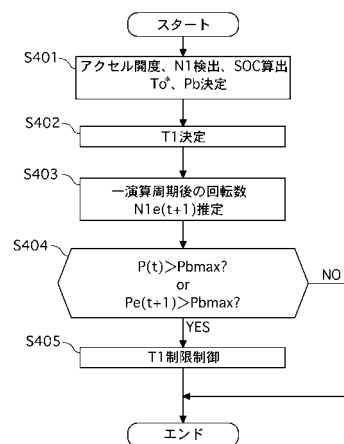 スタート
S401
アクセル開度、N1検出、SOC算出
To*、Pb決定
S402
T1決定
S403
一演算周期後の回転数
N1e(t+1)推定
S404
P(t)>Pbmax?
or
Pe(t+1)>Pbmax?
NO
YES
S405
T1制限制御
エンド